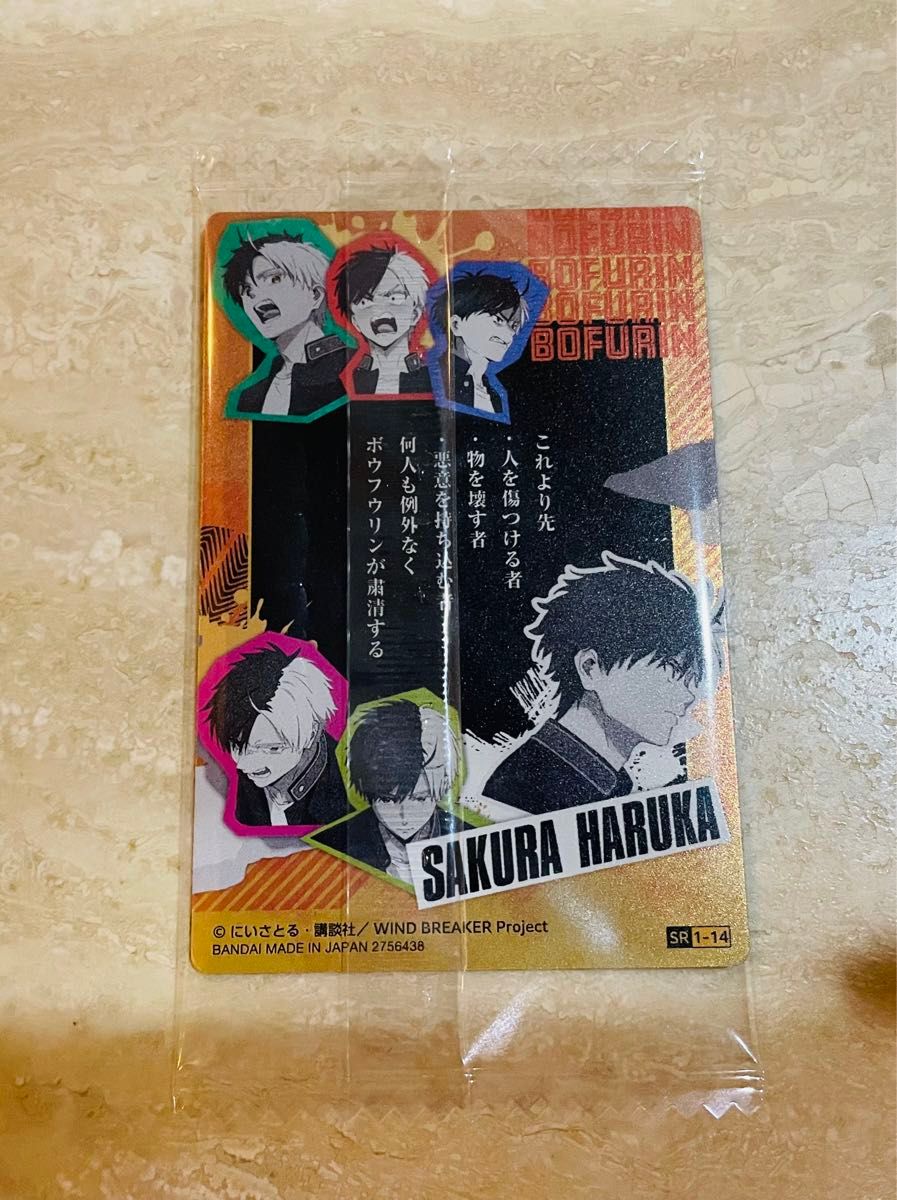 BOFURIN
BOFURIN
BOFURIN
BOFURIN
これより先
・人を傷つける者
・物を壊す者
・悪意を持ち込む者
何人も例外なく
ボウフウリンが粛清する
SAKURA HARUKA
© にいさとる・講談社／WIND BREAKER Project
BANDAI MADE IN JAPAN 2756438
SR 1-14